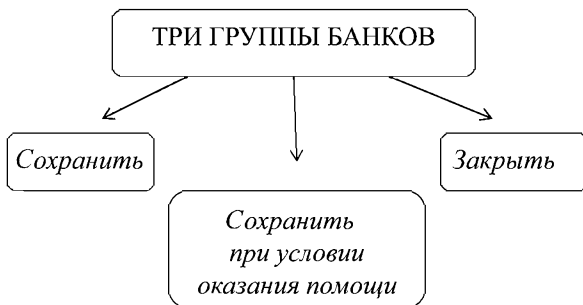 ТРИ ГРУППЫ БАНКОВ
Сохранить
Закрыть
Сохранить
при условии
оказания помощи